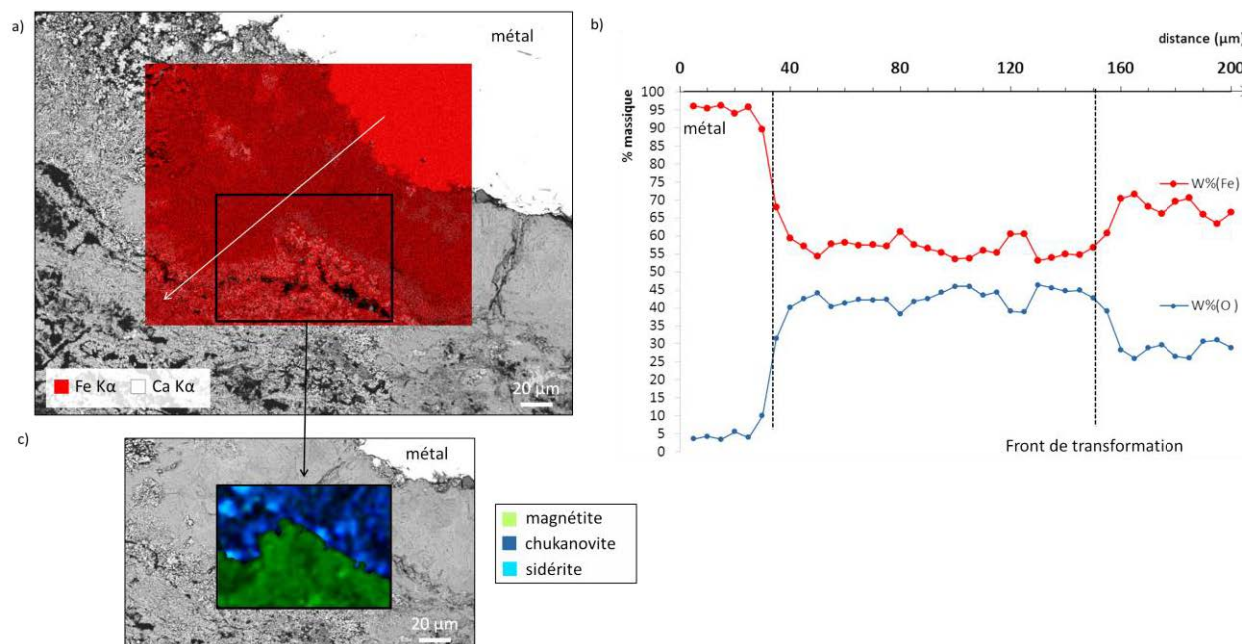 a)
métal
Fe Kα
Ca Kα
20 µm
b)
distance (µm)
0 40 80 120 160 200
% massique
100
95
90
85
80
75
70
65
60
55
50
45
40
35
30
25
20
15
10
5
0
métal
W%(Fe)
W%(O)
Front de transformation
c)
métal
20 µm
magnétite
chukanovite
sidérite